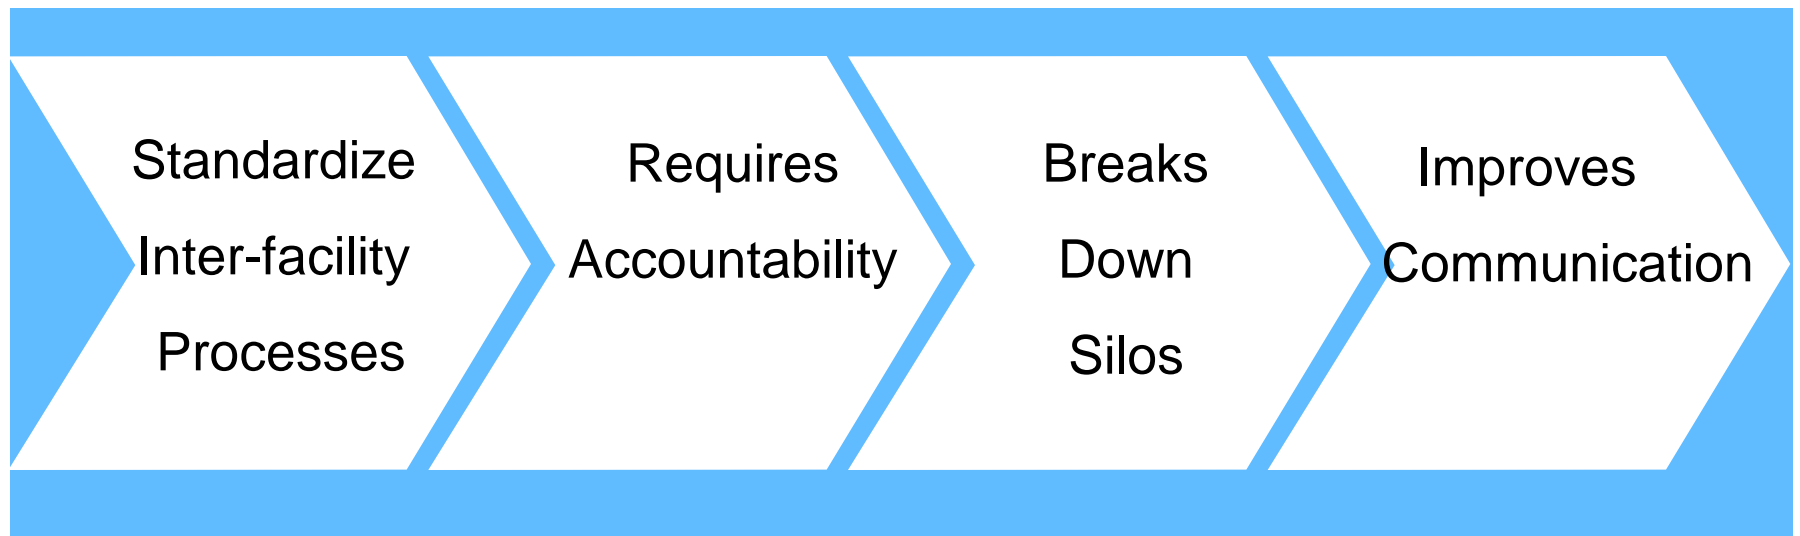 Standardize
Inter-facility
Processes
Requires
Accountability
Breaks
Down
Silos
Improves
Communication